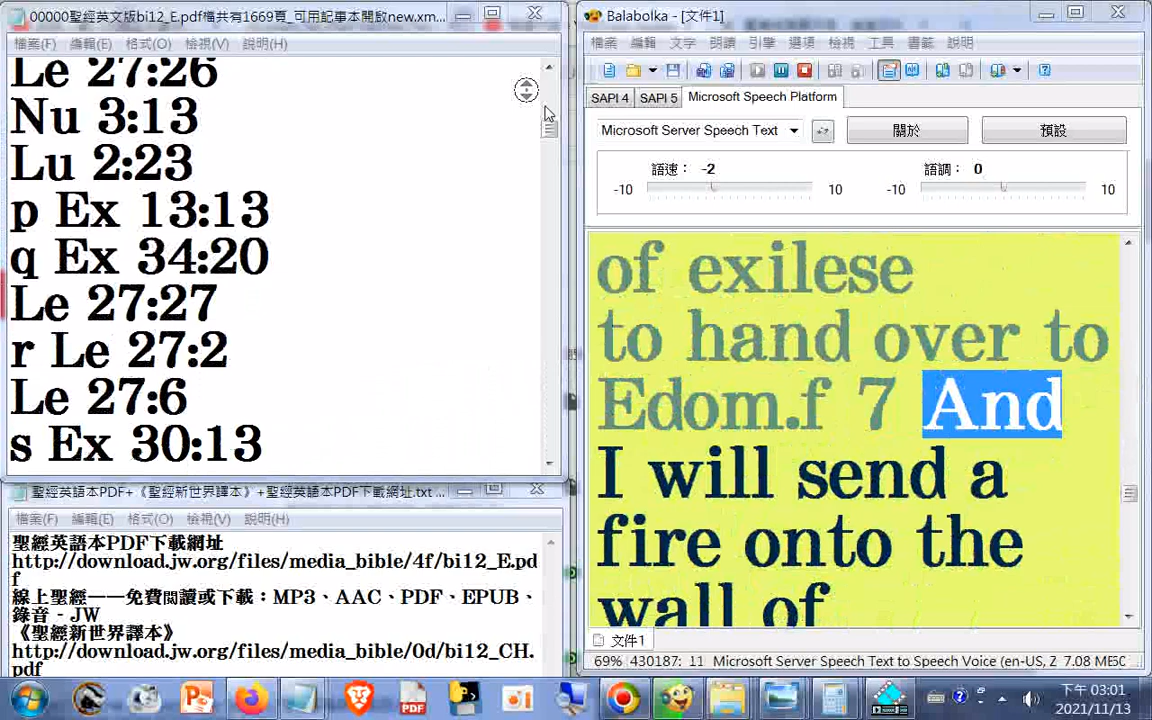 00000聖經英文版bi12_E.pdf檔共有1669頁_可用記事本開啟new.xm...
檔案(F) 編輯(E) 格式(O) 檢視(V) 說明(H)
Le 27:26
Nu 3:13
Lu 2:23
p Ex 13:13
q Ex 34:20
Le 27:27
r Le 27:2
Le 27:6
s Ex 30:13
聖經英語本PDF+《聖經新世界譯本》+聖經英語本PDF下載網址.txt ...
檔案(F) 編輯(E) 格式(O) 檢視(V) 說明(H)
聖經英語本PDF下載網址
http://download.jw.org/files/media_bible/4f/bi12_E.pd
f
線上聖經——免費閱讀或下載：MP3、AAC、PDF、EPUB、
錄音 - JW
《聖經新世界譯本》
http://download.jw.org/files/media_bible/0d/bi12_CH.
pdf
Balabolka - [文件1]
檔案 編輯 文字 朗讀 引擎 選項 檢視 工具 書籤 說明
SAPI 4 SAPI 5 Microsoft Speech Platform
Microsoft Server Speech Text 關於 預設
語速： -2 語調： 0
-10 10 -10 10
of exilese
to hand over to
Edom.f 7 And
I will send a
fire onto the
wall of
文件1
69% 430187: 11 Microsoft Server Speech Text to Speech Voice (en-US, Z 7.08 ME
下午 03:01
2021/11/13